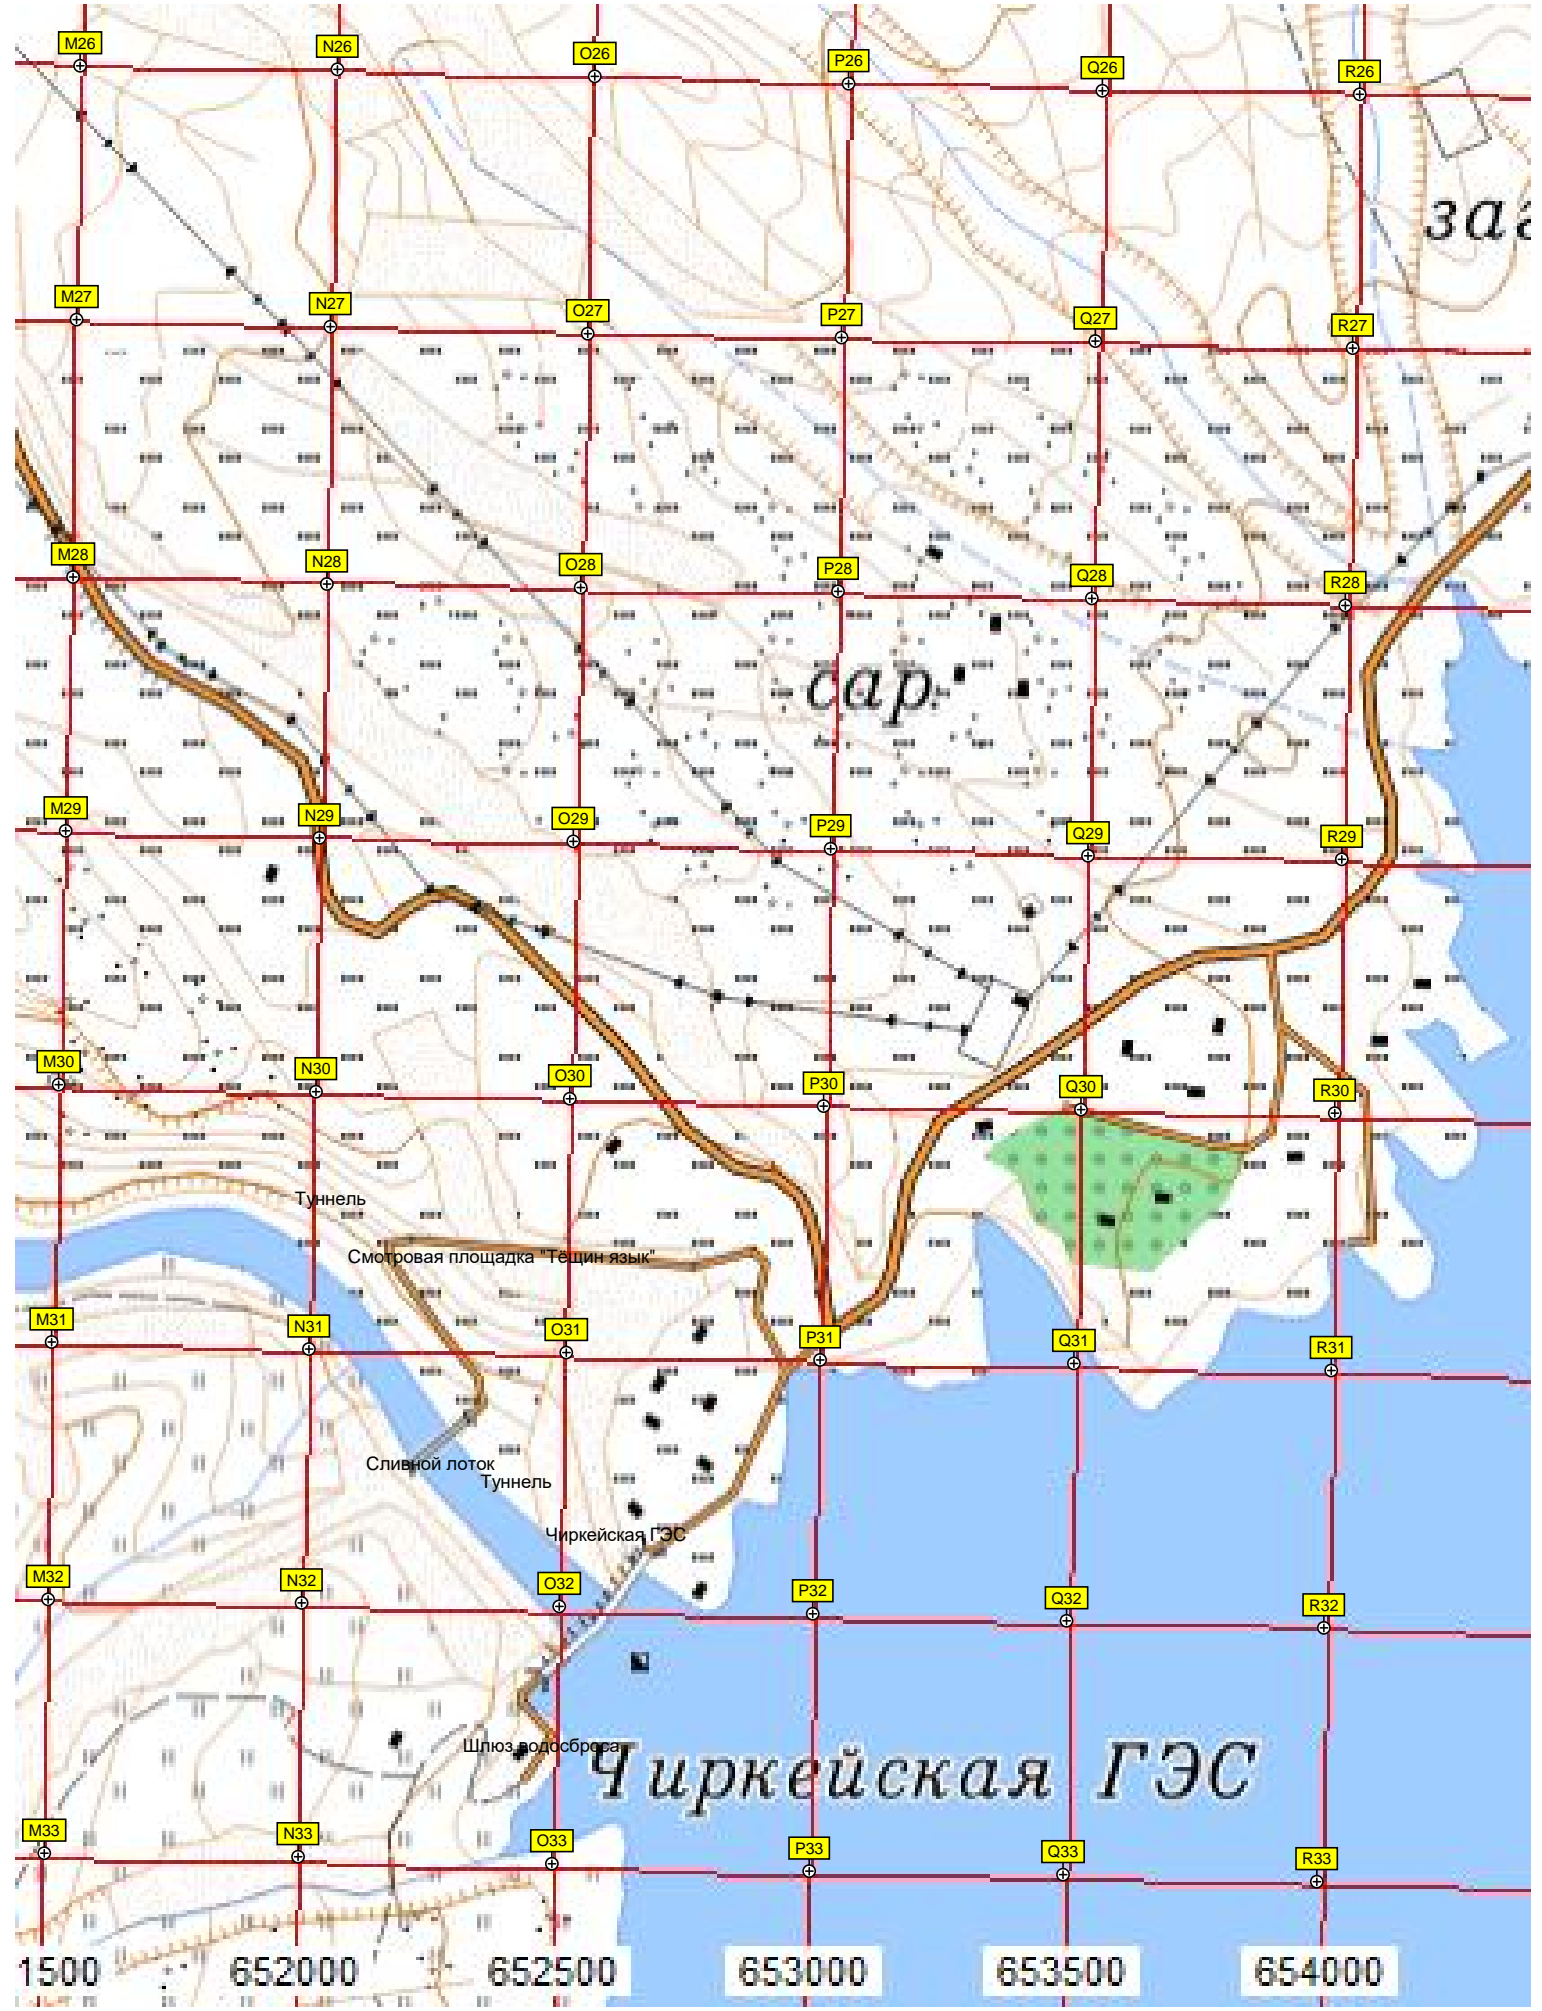 M26 N26 O26 P26 Q26 R26
заг
M27 N27 O27 P27 Q27 R27
M28 N28 O28 P28 Q28 R28
сар.
M29 N29 O29 P29 Q29 R29
M30 N30 O30 P30 Q30 R30
Туннель
Смотровая площадка "Тёщин язык"
M31 N31 O31 P31 Q31 R31
Сливной лоток
Туннель
Чиркейская ГЭС
M32 N32 O32 P32 Q32 R32
Шлюз водосброса
Чиркейская ГЭС
M33 N33 O33 P33 Q33 R33
1500 652000 652500 653000 653500 654000